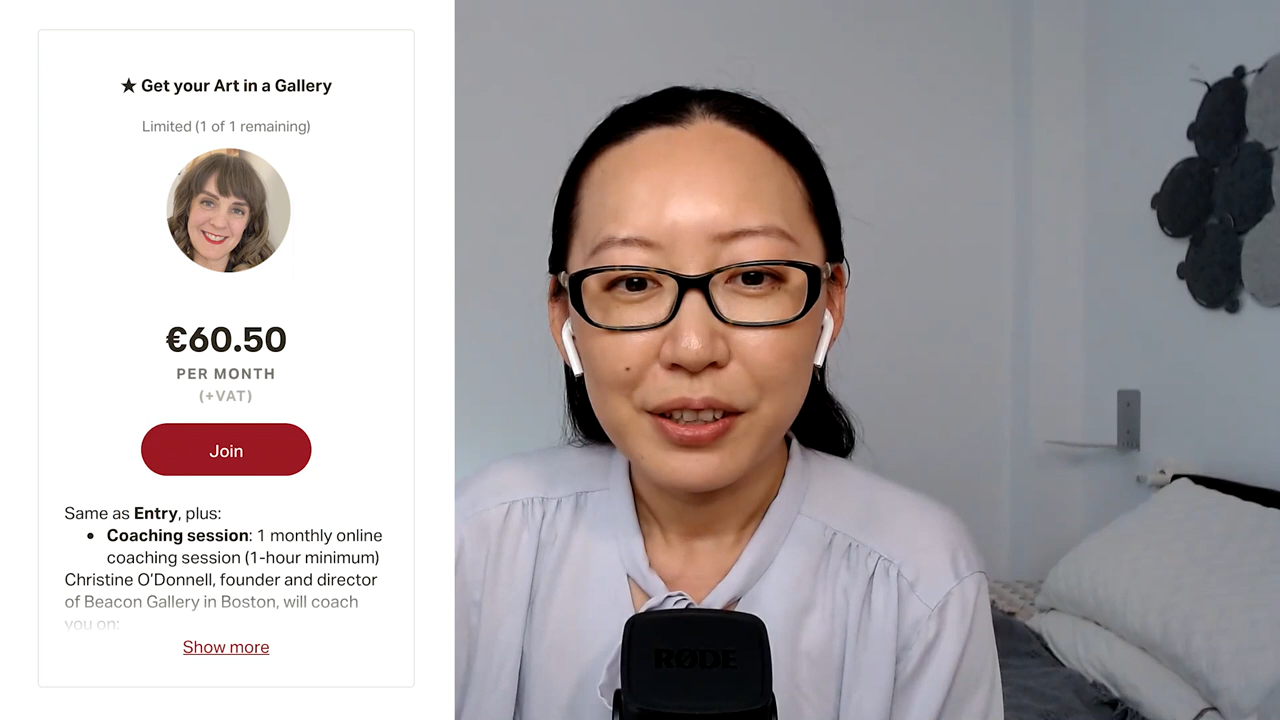 ★ Get your Art in a Gallery
Limited (1 of 1 remaining)
€60.50
PER MONTH
(+VAT)
Join
Same as Entry, plus:
• Coaching session: 1 monthly online
coaching session (1-hour minimum)
Christine O'Donnell, founder and director
of Beacon Gallery in Boston, will coach
you on:
Show more
RØDE